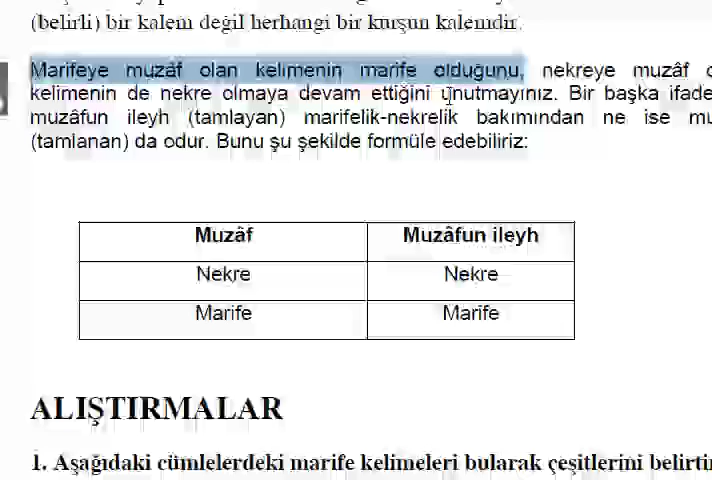 (belirli) bir kalem değil herhangi bir kurşun kalemdir.
Marifeye muzâf olan kelimenin marife olduğunu, nekreye muzâf
kelimenin de nekre olmaya devam ettiğini unutmayınız. Bir başka ifade
muzâfun ileyh (tamlayan) marifelik-nekrelik bakımından ne ise mu
(tamlanan) da odur. Bunu şu şekilde formüle edebiliriz:
Muzâf Muzâfun ileyh
Nekre Nekre
Marife Marife
ALIŞTIRMALAR
1. Aşağıdaki cümlelerdeki marife kelimeleri bularak çeşitlerini belirtin